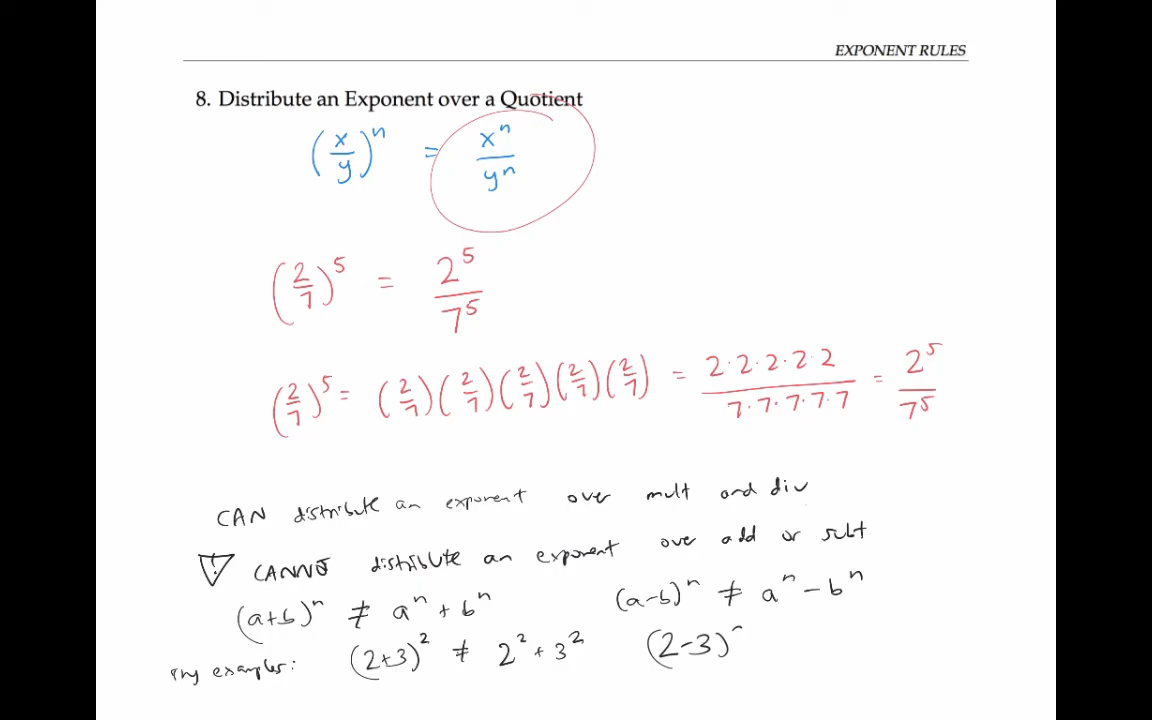 EXPONENT RULES
8. Distribute an Exponent over a Quotient
(x/y)^n = x^n/y^n
(2/7)^5 = 2^5/7^5
(2/7)^5 = (2/7)(2/7)(2/7)(2/7)(2/7) = 2·2·2·2·2/7·7·7·7·7 = 2^5/7^5
CAN distribute an exponent over mult and div
! CANNOT distribute an exponent over add or subt
(a+b)^n ≠ a^n + b^n (a-b)^n ≠ a^n - b^n
Try examples: (2+3)^2 ≠ 2^2 + 3^2 (2-3)